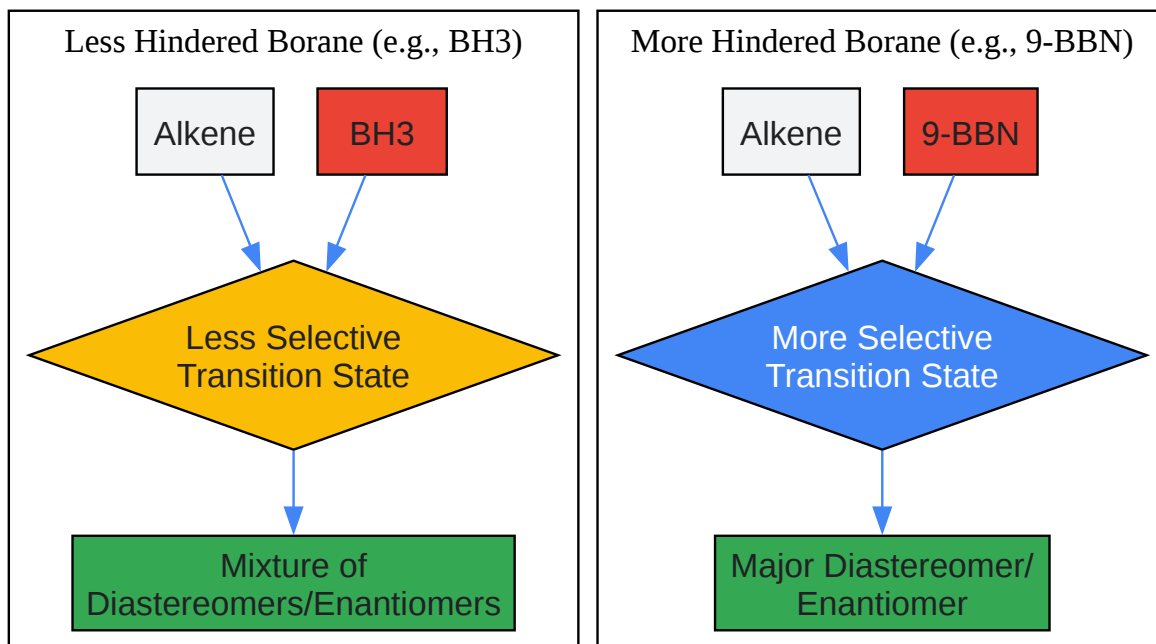 Less Hindered Borane (e.g., BH3)
Alkene
BH3
Less Selective
Transition State
Mixture of
Diastereomers/Enantiomers
More Hindered Borane (e.g., 9-BBN)
Alkene
9-BBN
More Selective
Transition State
Major Diastereomer/
Enantiomer